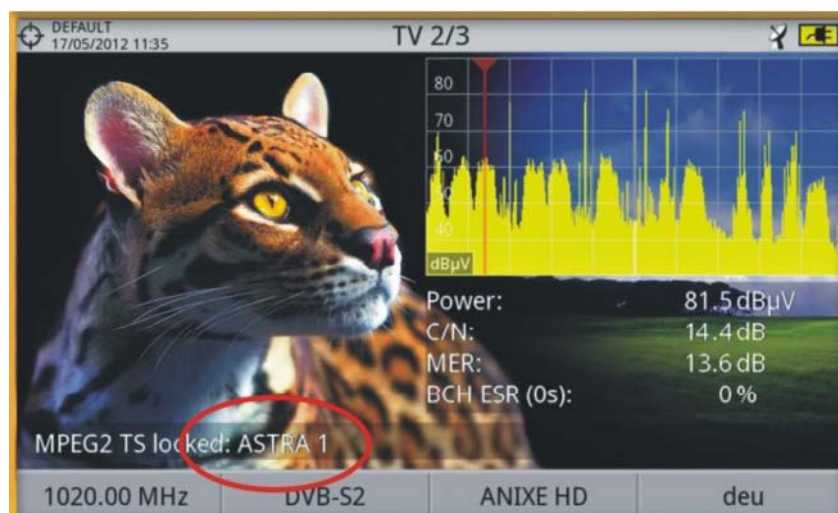 DEFAULT
17/05/2012 11:35
TV 2/3
80
70
60
40
dBµV
Power: 81.5 dBµV
C/N: 14.4 dB
MER: 13.6 dB
BCH ESR (0s): 0 %
MPEG2 TS locked: ASTRA 1
1020.00 MHz DVB-S2 ANIXE HD deu